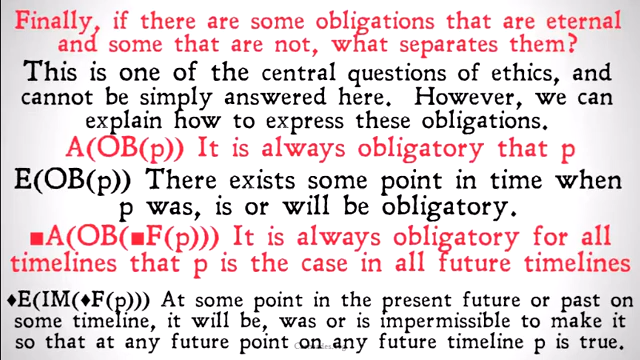 Finally, if there are some obligations that are eternal
and some that are not, what separates them?
This is one of the central questions of ethics, and
cannot be simply answered here. However, we can
explain how to express these obligations.
A(OB(p)) It is always obligatory that p
E(OB(p)) There exists some point in time when
p was, is or will be obligatory.
■A(OB(■F(p))) It is always obligatory for all
timelines that p is the case in all future timelines
♦E(IM(♦F(p))) At some point in the present future or past on
some timeline, it will be, was or is impermissible to make it
so that at any future point on any future timeline p is true.